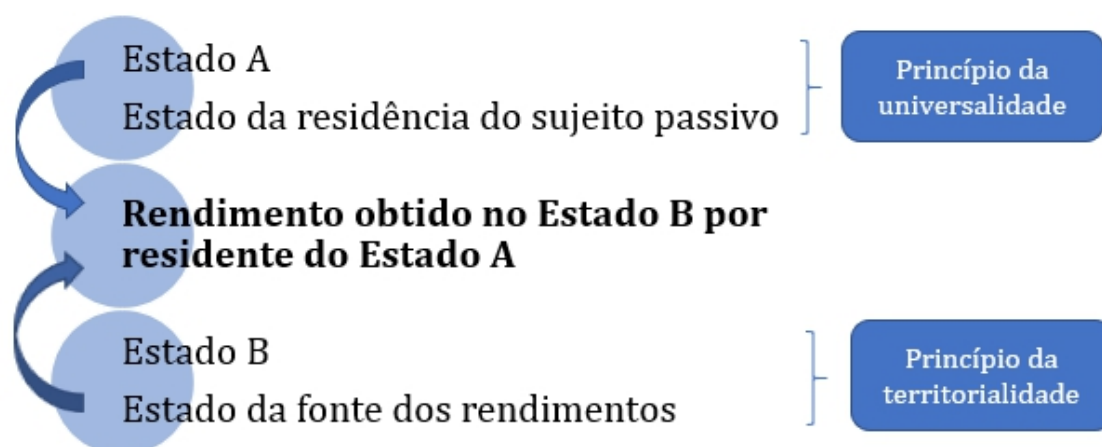 Estado A
Estado da residência do sujeito passivo
Princípio da
universalidade
Rendimento obtido no Estado B por
residente do Estado A
Estado B
Estado da fonte dos rendimentos
Princípio da
territorialidade